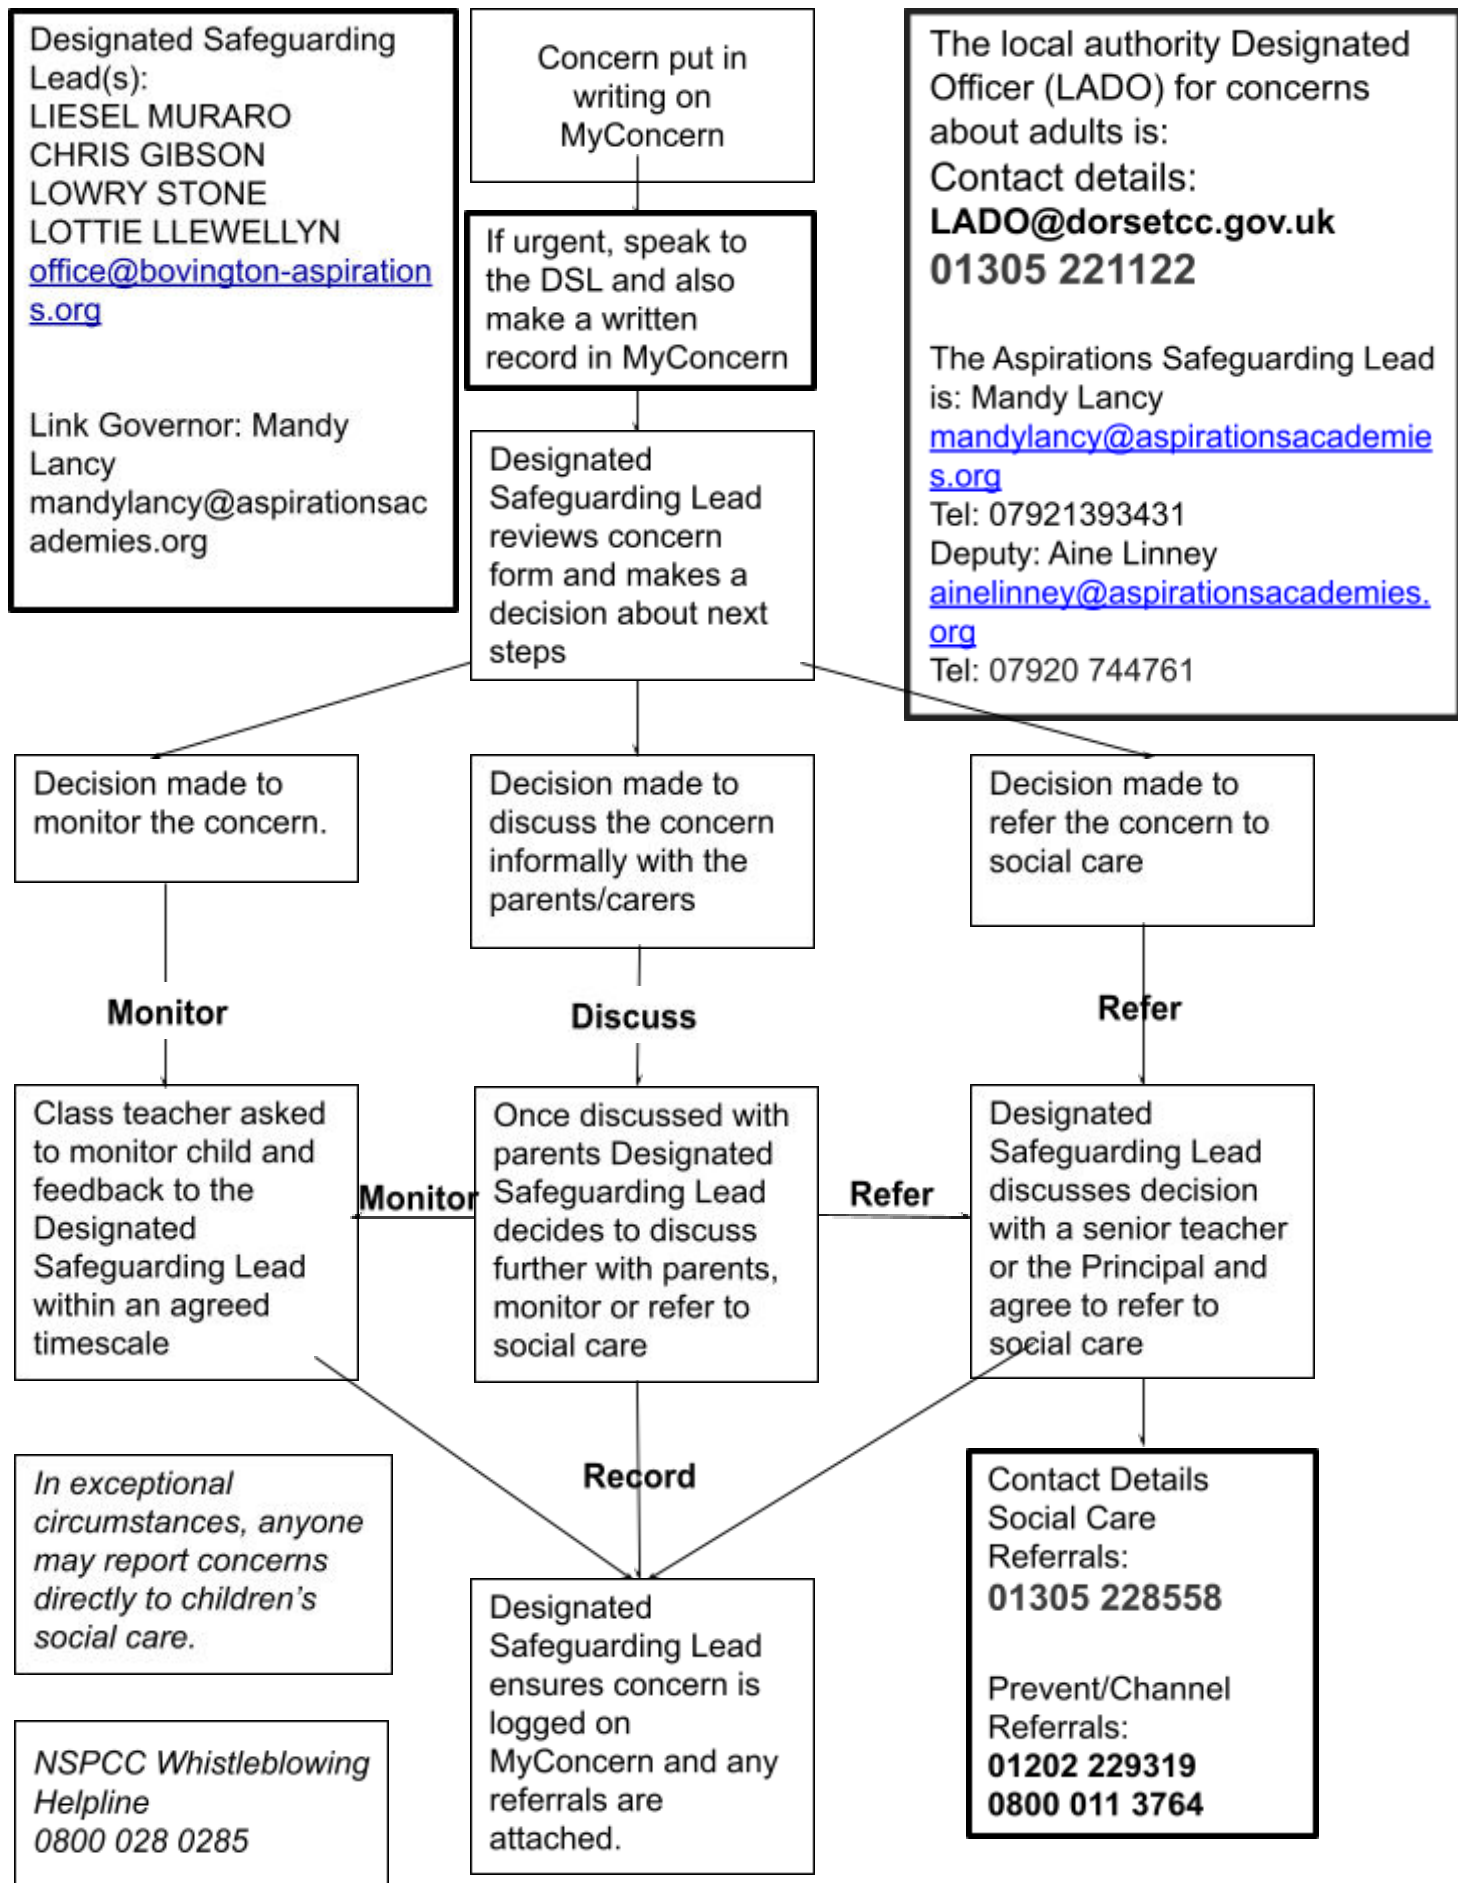 Designated Safeguarding
Lead(s):
LIESEL MURARO
CHRIS GIBSON
LOWRY STONE
LOTTIE LLEWELLYN
office@bovington-aspiration
s.org
Link Governor: Mandy
Lancy
mandylancy@aspirationsac
ademies.org
Concern put in
writing on
MyConcern
If urgent, speak to
the DSL and also
make a written
record in MyConcern
Designated
Safeguarding Lead
reviews concern
form and makes a
decision about next
steps
The local authority Designated
Officer (LADO) for concerns
about adults is:
Contact details:
LADO@dorsetcc.gov.uk
01305 221122
The Aspirations Safeguarding Lead
is: Mandy Lancy
mandylancy@aspirationsacademie
s.org
Tel: 07921393431
Deputy: Aine Linney
ainelinney@aspirationsacademies.
org
Tel: 07920 744761
Decision made to
monitor the concern.
Decision made to
discuss the concern
informally with the
parents/carers
Decision made to
refer the concern to
social care
Monitor
Discuss
Refer
Class teacher asked
to monitor child and
feedback to the
Designated
Safeguarding Lead
within an agreed
timescale
Monitor
Once discussed with
parents Designated
Safeguarding Lead
decides to discuss
further with parents,
monitor or refer to
social care
Refer
Designated
Safeguarding Lead
discusses decision
with a senior teacher
or the Principal and
agree to refer to
social care
In exceptional
circumstances, anyone
may report concerns
directly to children's
social care.
Record
Contact Details
Social Care
Referrals:
01305 228558
Prevent/Channel
Referrals:
01202 229319
0800 011 3764
Designated
Safeguarding Lead
ensures concern is
logged on
MyConcern and any
referrals are
attached.
NSPCC Whistleblowing
Helpline
0800 028 0285